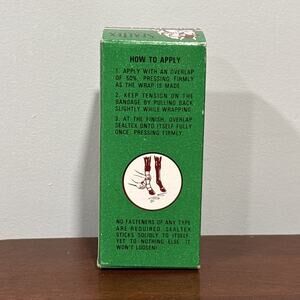 SEALTEX
HOW TO APPLY
1. APPLY WITH AN OVERLAP
OF 50%, PRESSING FIRMLY
AS THE WRAP IS MADE.
2. KEEP TENSION ON THE
BANDAGE BY PULLING BACK
SLIGHTLY WHILE WRAPPING.
3. AT THE FINISH, OVERLAP
SEALTEX ONTO ITSELF FULLY
ONCE, PRESSING FIRMLY.
NO FASTENERS OF ANY TYPE
ARE REQUIRED. SEALTEX
STICKS SOLIDLY TO ITSELF,
YET TO NOTHING ELSE. IT
WON'T LOOSEN!